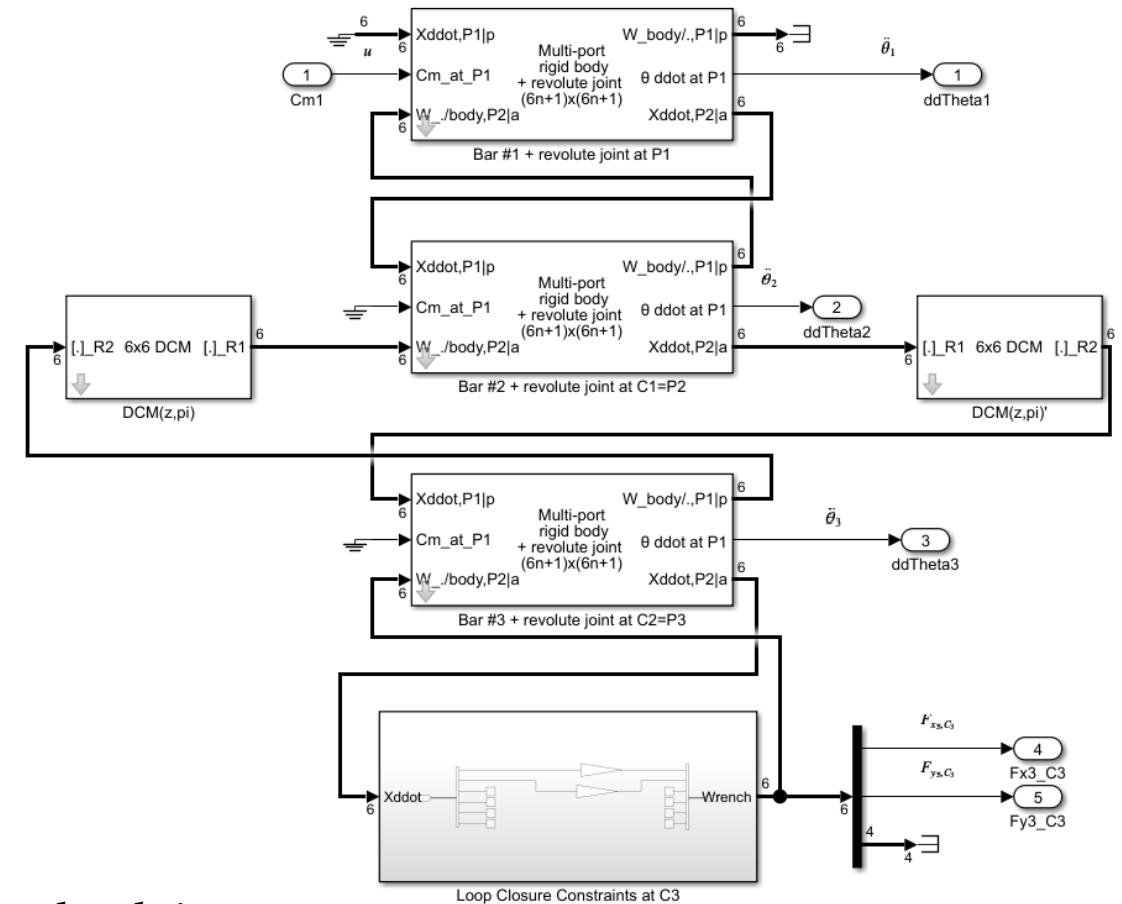 6
Xddot,P1|p
W_body/.,P1|p
6
u
6
6
Multi-port
rigid body
+ revolute joint
(6n+1)x(6n+1)
1
Cm_at_P1
θ ddot at P1
θ̈₁
1
Cm1
ddTheta1
W_./body,P2|a
Xddot,P2|a
6
6
Bar #1 + revolute joint at P1
Xddot,P1|p
W_body/.,P1|p
6
6
Multi-port
rigid body
+ revolute joint
(6n+1)x(6n+1)
Cm_at_P1
θ ddot at P1
θ̈₂
2
ddTheta2
[.]_R2 6x6 DCM [.]_R1
6
6
W_./body,P2|a
Xddot,P2|a
6
6
[.]_R1 6x6 DCM [.]_R2
6
6
DCM(z,pi)
Bar #2 + revolute joint at C1=P2
DCM(z,pi)'
Xddot,P1|p
W_body/.,P1|p
6
6
Multi-port
rigid body
+ revolute joint
(6n+1)x(6n+1)
Cm_at_P1
θ ddot at P1
θ̈₃
3
ddTheta3
W_./body,P2|a
Xddot,P2|a
6
6
Bar #3 + revolute joint at C2=P3
Xddot
6
Wrench
6
6
Fx₃,C₃
4
Fx3_C3
Fy₃,C₃
5
Fy3_C3
4
4
Loop Closure Constraints at C3